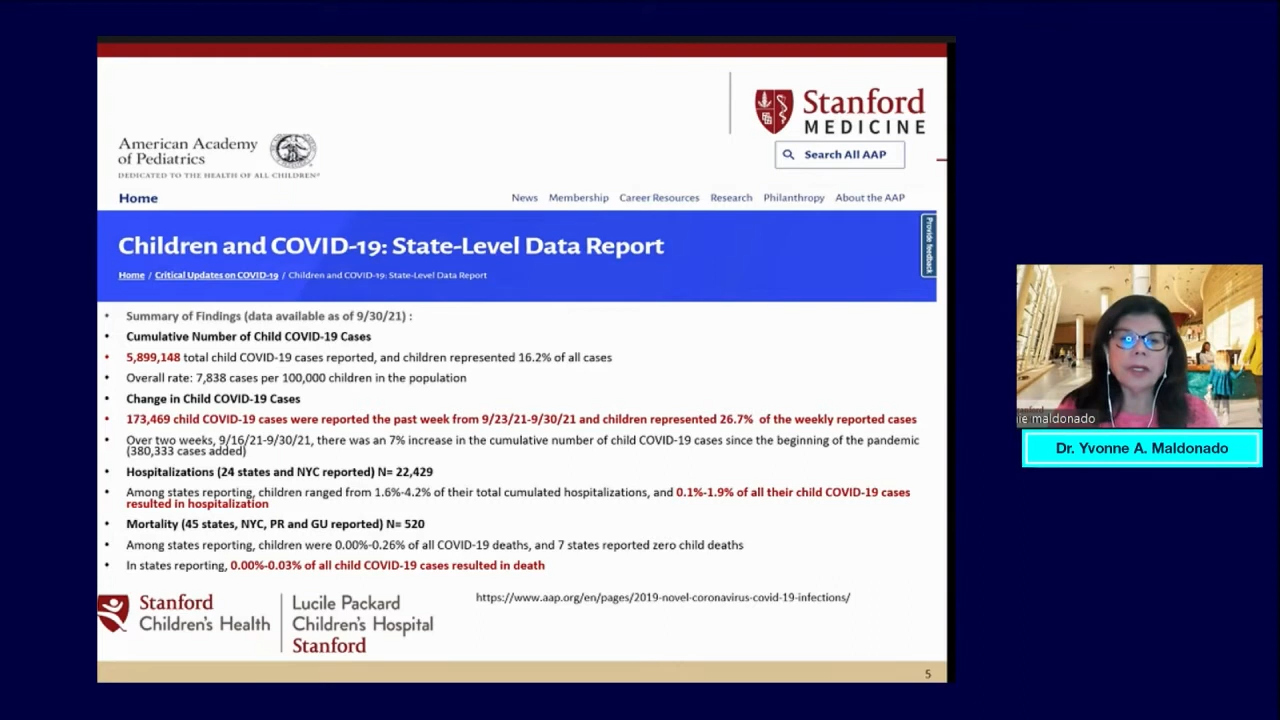 Stanford
MEDICINE
American Academy
of Pediatrics
DEDICATED TO THE HEALTH OF ALL CHILDREN®
Search All AAP
Home
News Membership Career Resources Research Philanthropy About the AAP
Provide feedback
Children and COVID-19: State-Level Data Report
Home / Critical Updates on COVID-19 / Children and COVID-19: State-Level Data Report
• Summary of Findings (data available as of 9/30/21) :
• Cumulative Number of Child COVID-19 Cases
• 5,899,148 total child COVID-19 cases reported, and children represented 16.2% of all cases
• Overall rate: 7,838 cases per 100,000 children in the population
• Change in Child COVID-19 Cases
• 173,469 child COVID-19 cases were reported the past week from 9/23/21-9/30/21 and children represented 26.7% of the weekly reported cases
• Over two weeks, 9/16/21-9/30/21, there was an 7% increase in the cumulative number of child COVID-19 cases since the beginning of the pandemic
(380,333 cases added)
• Hospitalizations (24 states and NYC reported) N= 22,429
• Among states reporting, children ranged from 1.6%-4.2% of their total cumulated hospitalizations, and 0.1%-1.9% of all their child COVID-19 cases
resulted in hospitalization
• Mortality (45 states, NYC, PR and GU reported) N= 520
• Among states reporting, children were 0.00%-0.26% of all COVID-19 deaths, and 7 states reported zero child deaths
• In states reporting, 0.00%-0.03% of all child COVID-19 cases resulted in death
https://www.aap.org/en/pages/2019-novel-coronavirus-covid-19-infections/
Stanford
Children's Health
Lucile Packard
Children's Hospital
Stanford
5
ie maldonado
Dr. Yvonne A. Maldonado